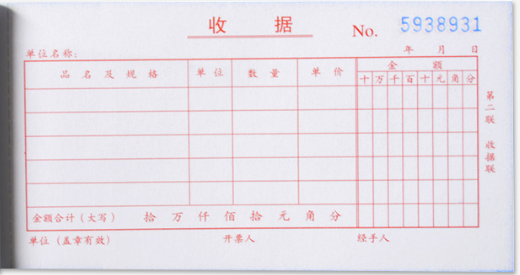 收 据
No. 5938931
单位名称:
年 月 日
品 名 及 规 格 单 位 数 量 单 价 金 额
十 万 千 百 十 元 角 分
第二联 收据联
金额合计(大写) 拾 万 仟 佰 拾 元 角 分
单位(盖章有效) 开票人 经手人